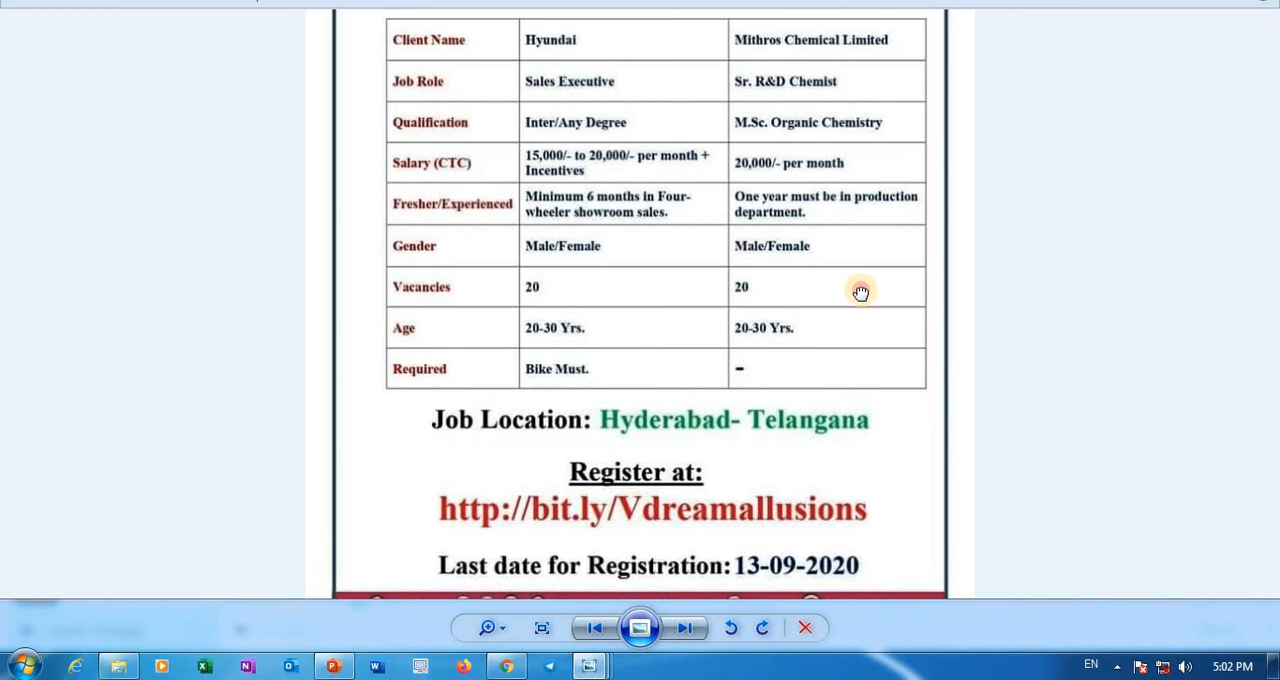 Client Name Hyundai Mithros Chemical Limited
Job Role Sales Executive Sr. R&D Chemist
Qualification Inter/Any Degree M.Sc. Organic Chemistry
Salary (CTC) 15,000/- to 20,000/- per month + Incentives 20,000/- per month
Fresher/Experienced Minimum 6 months in Four-wheeler showroom sales. One year must be in production department.
Gender Male/Female Male/Female
Vacancies 20 20
Age 20-30 Yrs. 20-30 Yrs.
Required Bike Must. -
Job Location: Hyderabad- Telangana
Register at:
http://bit.ly/Vdreamallusions
Last date for Registration: 13-09-2020
EN 5:02 PM